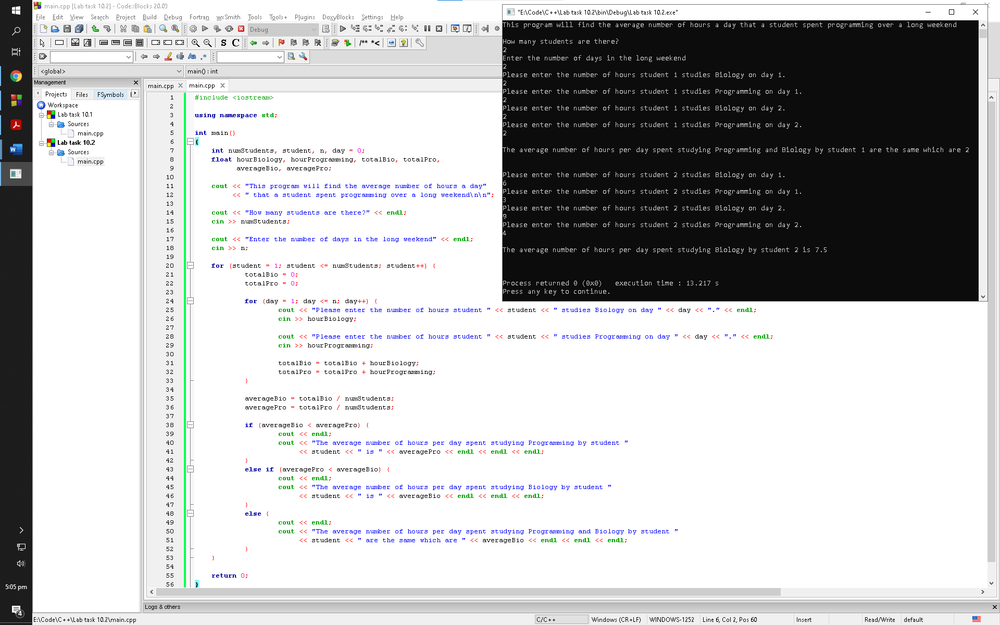 main.cpp [Lab task 10.2] - Code::Blocks 20.03
File Edit View Search Project Build Debug Fortran wxSmith Tools Tools+ Plugins DoxyBlocks Settings Help
Debug
S C
/** *<
Aa .*
<global>
main() : int
Management
Projects Files FSymbols
Workspace
Lab task 10.1
Sources
main.cpp
Lab task 10.2
Sources
main.cpp
main.cpp main.cpp
1 #include <iostream>
2
3 using namespace std;
4
5 int main()
6 {
7 int numStudents, student, n, day = 0;
8 float hourBiology, hourProgramming, totalBio, totalPro,
9 averageBio, averagePro;
10
11 cout << "This program will find the average number of hours a day"
12 << " that a student spent programming over a long weekend\n\n";
13
14 cout << "How many students are there?" << endl;
15 cin >> numStudents;
16
17 cout << "Enter the number of days in the long weekend" << endl;
18 cin >> n;
19
20 for (student = 1; student <= numStudents; student++) {
21 totalBio = 0;
22 totalPro = 0;
23
24 for (day = 1; day <= n; day++) {
25 cout << "Please enter the number of hours student " << student << " studies Biology on day " << day << "." << endl;
26 cin >> hourBiology;
27
28 cout << "Please enter the number of hours student " << student << " studies Programming on day " << day << "." << endl;
29 cin >> hourProgramming;
30
31 totalBio = totalBio + hourBiology;
32 totalPro = totalPro + hourProgramming;
33 }
34
35 averageBio = totalBio / numStudents;
36 averagePro = totalPro / numStudents;
37
38 if (averageBio < averagePro) {
39 cout << endl;
40 cout << "The average number of hours per day spent studying Programming by student "
41 << student << " is " << averagePro << endl << endl << endl;
42 }
43 else if (averagePro < averageBio) {
44 cout << endl;
45 cout << "The average number of hours per day spent studying Biology by student "
46 << student << " is " << averageBio << endl << endl << endl;
47 }
48 else {
49 cout << endl;
50 cout << "The average number of hours per day spent studying Programming and Biology by student "
51 << student << " are the same which are " << averageBio << endl << endl << endl;
52 }
53 }
54
55 return 0;
56 }
"E:\Code\C++\Lab task 10.2\bin\Debug\Lab task 10.2.exe"
This program will find the average number of hours a day that a student spent programming over a long weekend
How many students are there?
2
Enter the number of days in the long weekend
2
Please enter the number of hours student 1 studies Biology on day 1.
2
Please enter the number of hours student 1 studies Programming on day 1.
2
Please enter the number of hours student 1 studies Biology on day 2.
2
Please enter the number of hours student 1 studies Programming on day 2.
2
The average number of hours per day spent studying Programming and Biology by student 1 are the same which are 2
Please enter the number of hours student 2 studies Biology on day 1.
6
Please enter the number of hours student 2 studies Programming on day 1.
3
Please enter the number of hours student 2 studies Biology on day 2.
9
Please enter the number of hours student 2 studies Programming on day 2.
4
The average number of hours per day spent studying Biology by student 2 is 7.5
Process returned 0 (0x0) execution time : 13.217 s
Press any key to continue.
Logs & others
5:05 pm
4
E:\Code\C++\Lab task 10.2\main.cpp C/C++ Windows (CR+LF) WINDOWS-1252 Line 6, Col 2, Pos 60 Insert Read/Write default